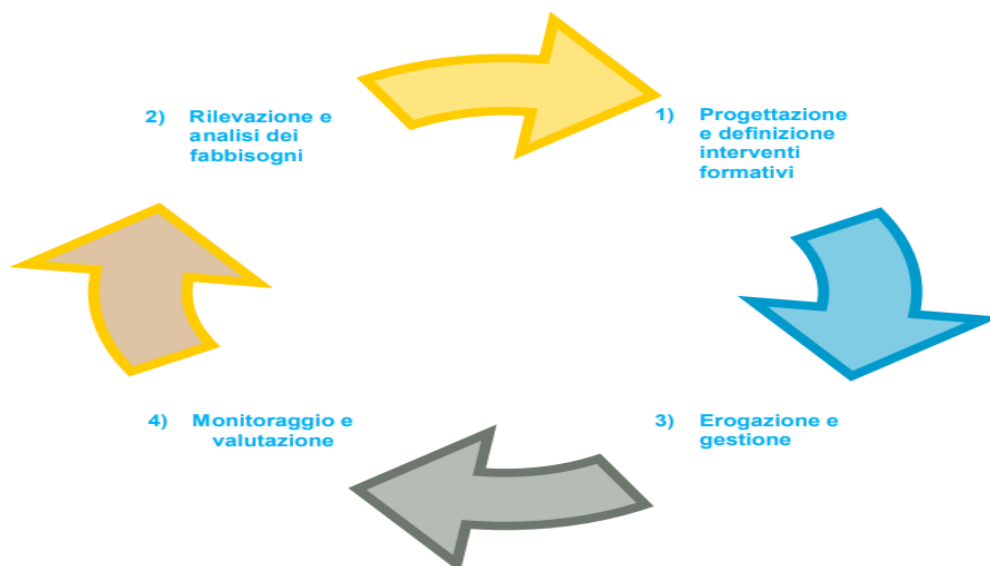 2) Rilevazione e
analisi dei
fabbisogni
1) Progettazione
e definizione
interventi
formativi
4) Monitoraggio e
valutazione
3) Erogazione e
gestione